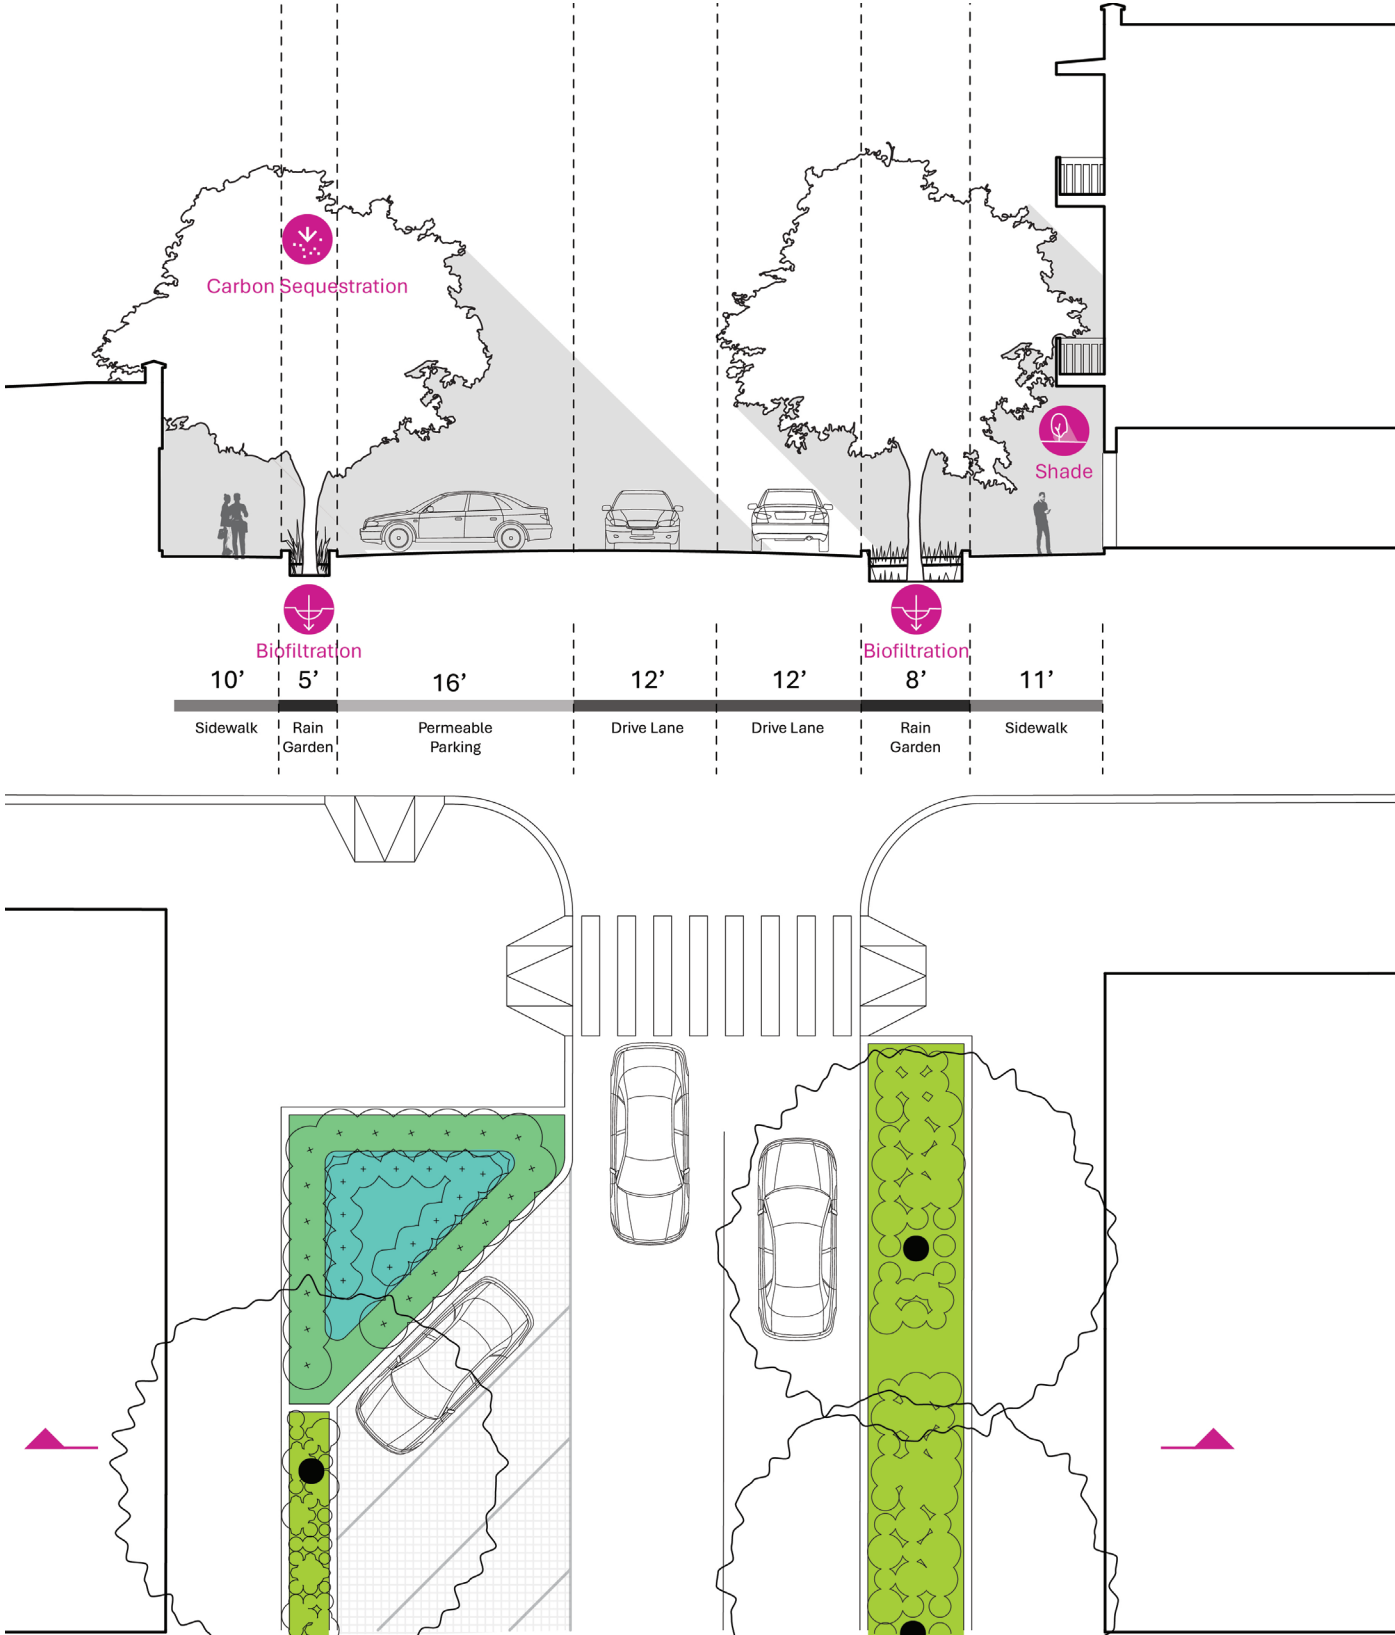 Carbon Sequestration
Shade
Biofiltration
Biofiltration
10’
5’
16’
12’
12’
8’
11’
Sidewalk
Rain
Garden
Permeable
Parking
Drive Lane
Drive Lane
Rain
Garden
Sidewalk